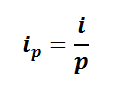 i_p = i/p